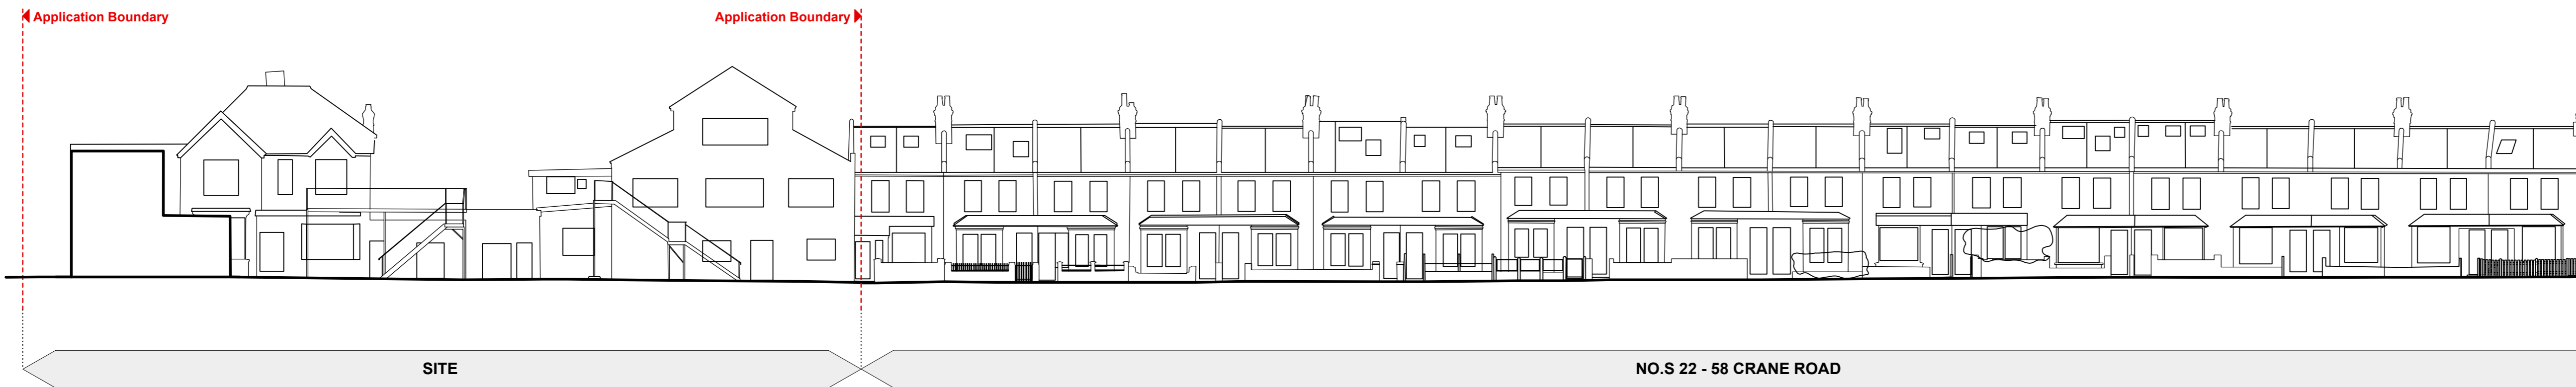 Application Boundary
Application Boundary
SITE
NO.S 22 - 58 CRANE ROAD